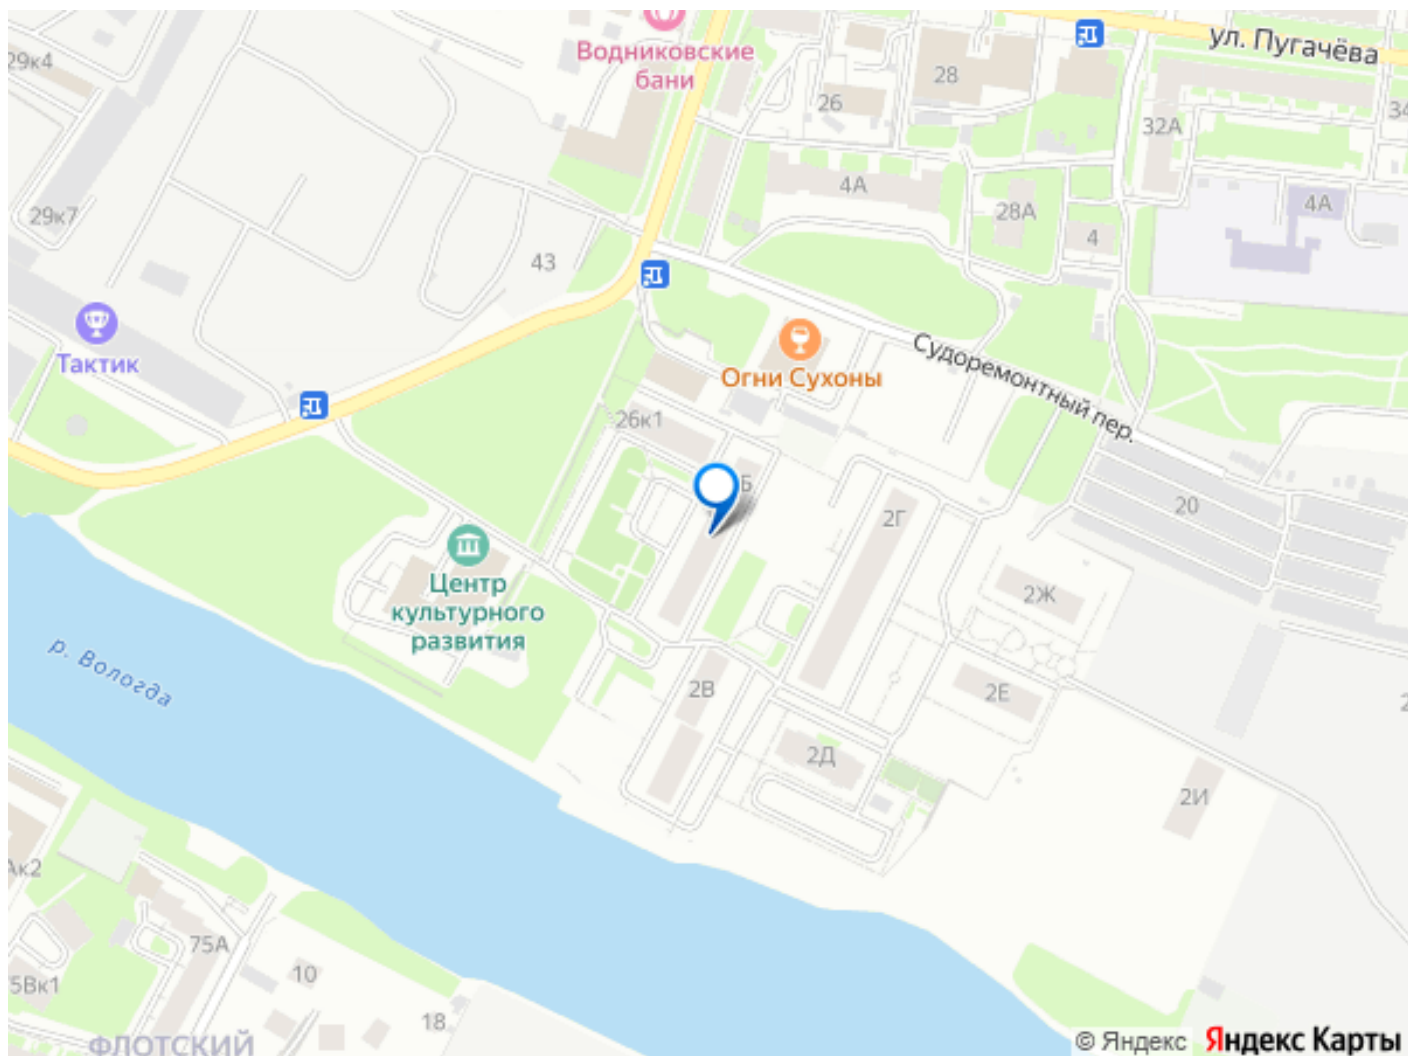 ул. Пугачёва
Водниковские
бани
29к4
28
26
34
32А
4А
28А
4А
29к7
4
43
Тактик
Огни Сухоны
Судоремонтный пер.
26к1
Б
2Г
20
Центр
культурного
развития
2Ж
р. Вологда
2В
2Е
2Д
2И
Ак2
75А
10
5Вк1
18
ФЛОТСКИЙ
© Яндекс Яндекс Карты